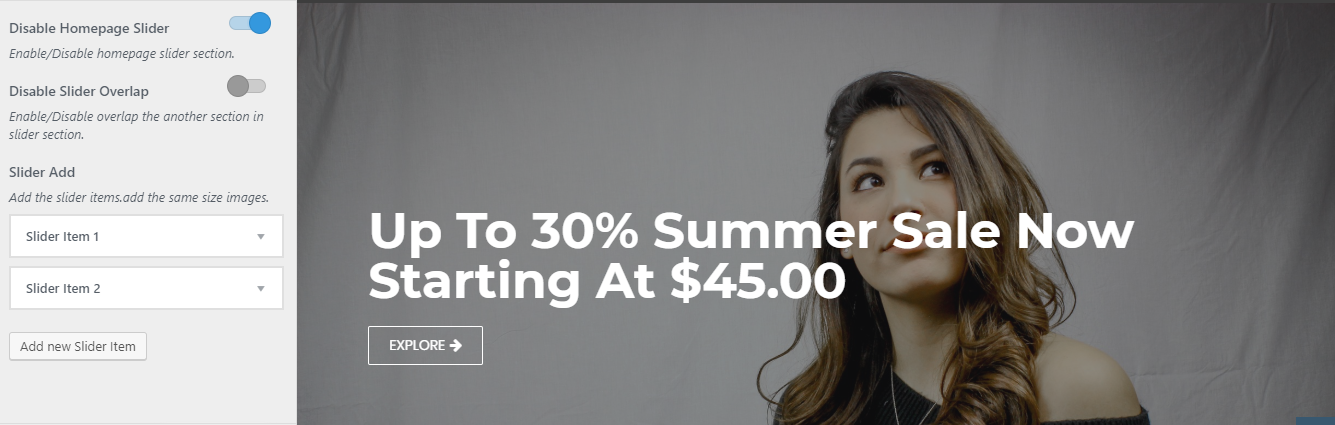 Disable Homepage Slider
Enable/Disable homepage slider section.
Disable Slider Overlap
Enable/Disable overlap the another section in
slider section.
Slider Add
Add the slider items.add the same size images.
Slider Item 1
Slider Item 2
Add new Slider Item
Up To 30% Summer Sale Now
Starting At $45.00
EXPLORE